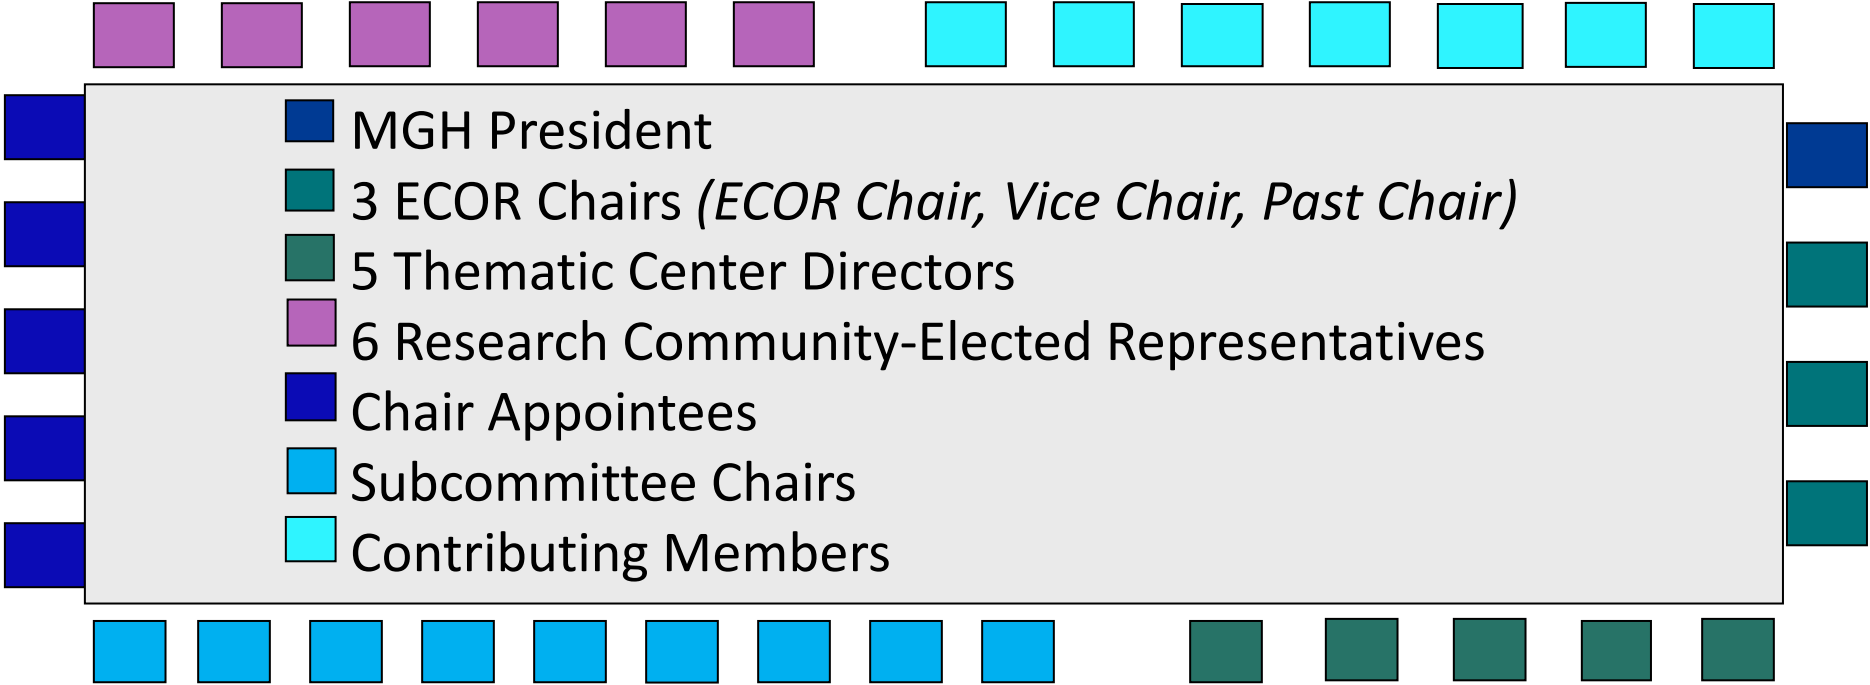 MGH President
3 ECOR Chairs (ECOR Chair, Vice Chair, Past Chair)
5 Thematic Center Directors
6 Research Community-Elected Representatives
Chair Appointees
Subcommittee Chairs
Contributing Members